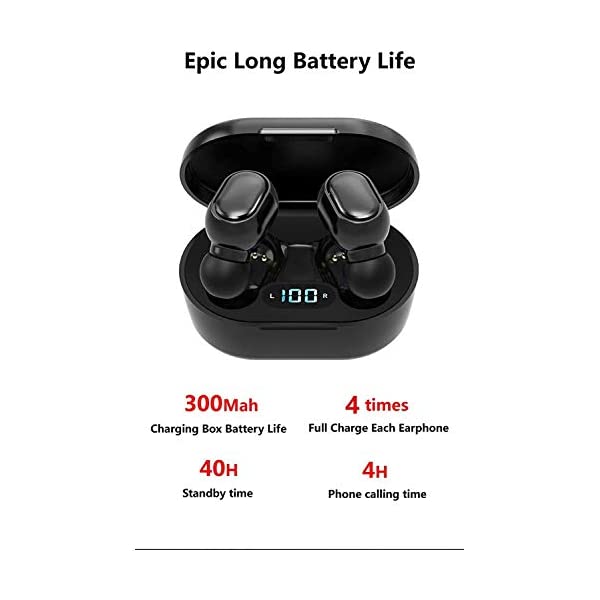 Epic Long Battery Life
L 100 R
300Mah
4 times
Charging Box Battery Life
Full Charge Each Earphone
40H
4H
Standby time
Phone calling time